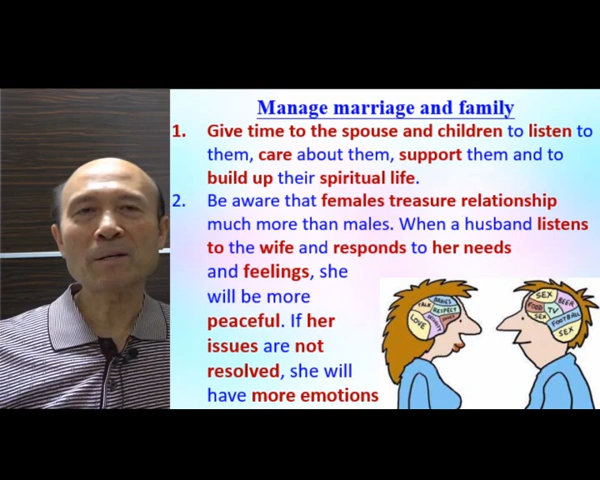 Manage marriage and family
1. Give time to the spouse and children to listen to
them, care about them, support them and to
build up their spiritual life.
2. Be aware that females treasure relationship
much more than males. When a husband listens
to the wife and responds to her needs
and feelings, she
will be more
peaceful. If her
issues are not
resolved, she will
have more emotions
BABIES
TALK
RESPECT
LOVE
SEX
BEER
FOOD
TV
SEX
FOOTBALL
SEX